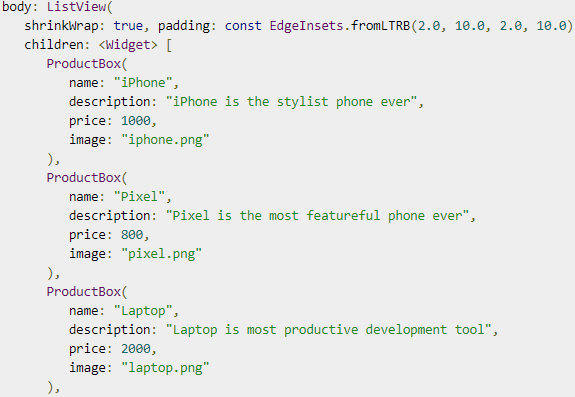 body: ListView(
shrinkWrap: true, padding: const EdgeInsets.fromLTRB(2.0, 10.0, 2.0, 10.0)
children: <Widget> [
ProductBox(
name: "iPhone",
description: "iPhone is the stylist phone ever",
price: 1000,
image: "iphone.png"
),
ProductBox(
name: "Pixel",
description: "Pixel is the most featureful phone ever",
price: 800,
image: "pixel.png"
),
ProductBox(
name: "Laptop",
description: "Laptop is most productive development tool",
price: 2000,
image: "laptop.png"
),